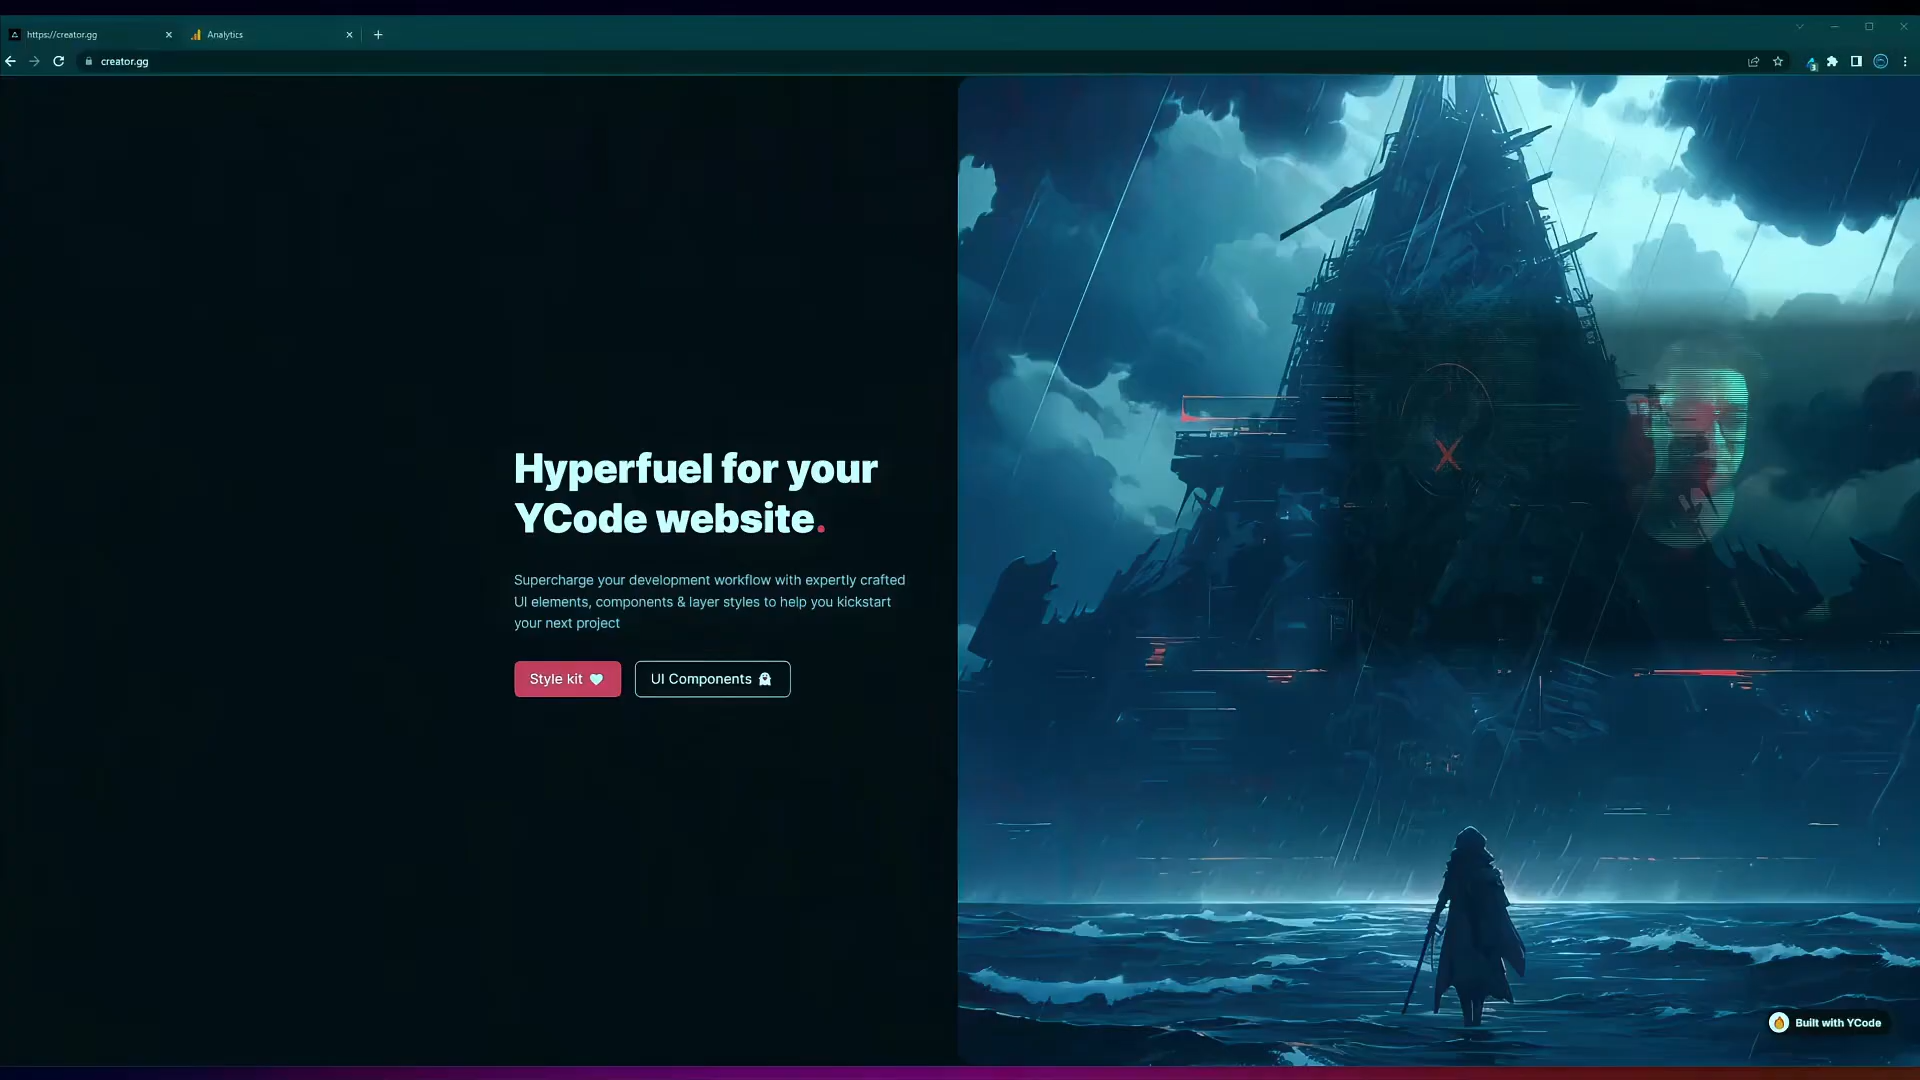 https://creator.gg
Analytics
creator.gg
3
Hyperfuel for your
YCode website.
Supercharge your development workflow with expertly crafted
UI elements, components & layer styles to help you kickstart
your next project
Style kit
UI Components
Built with YCode